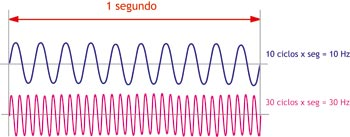 1 segundo
10 ciclos x seg = 10 Hz
30 ciclos x seg = 30 Hz